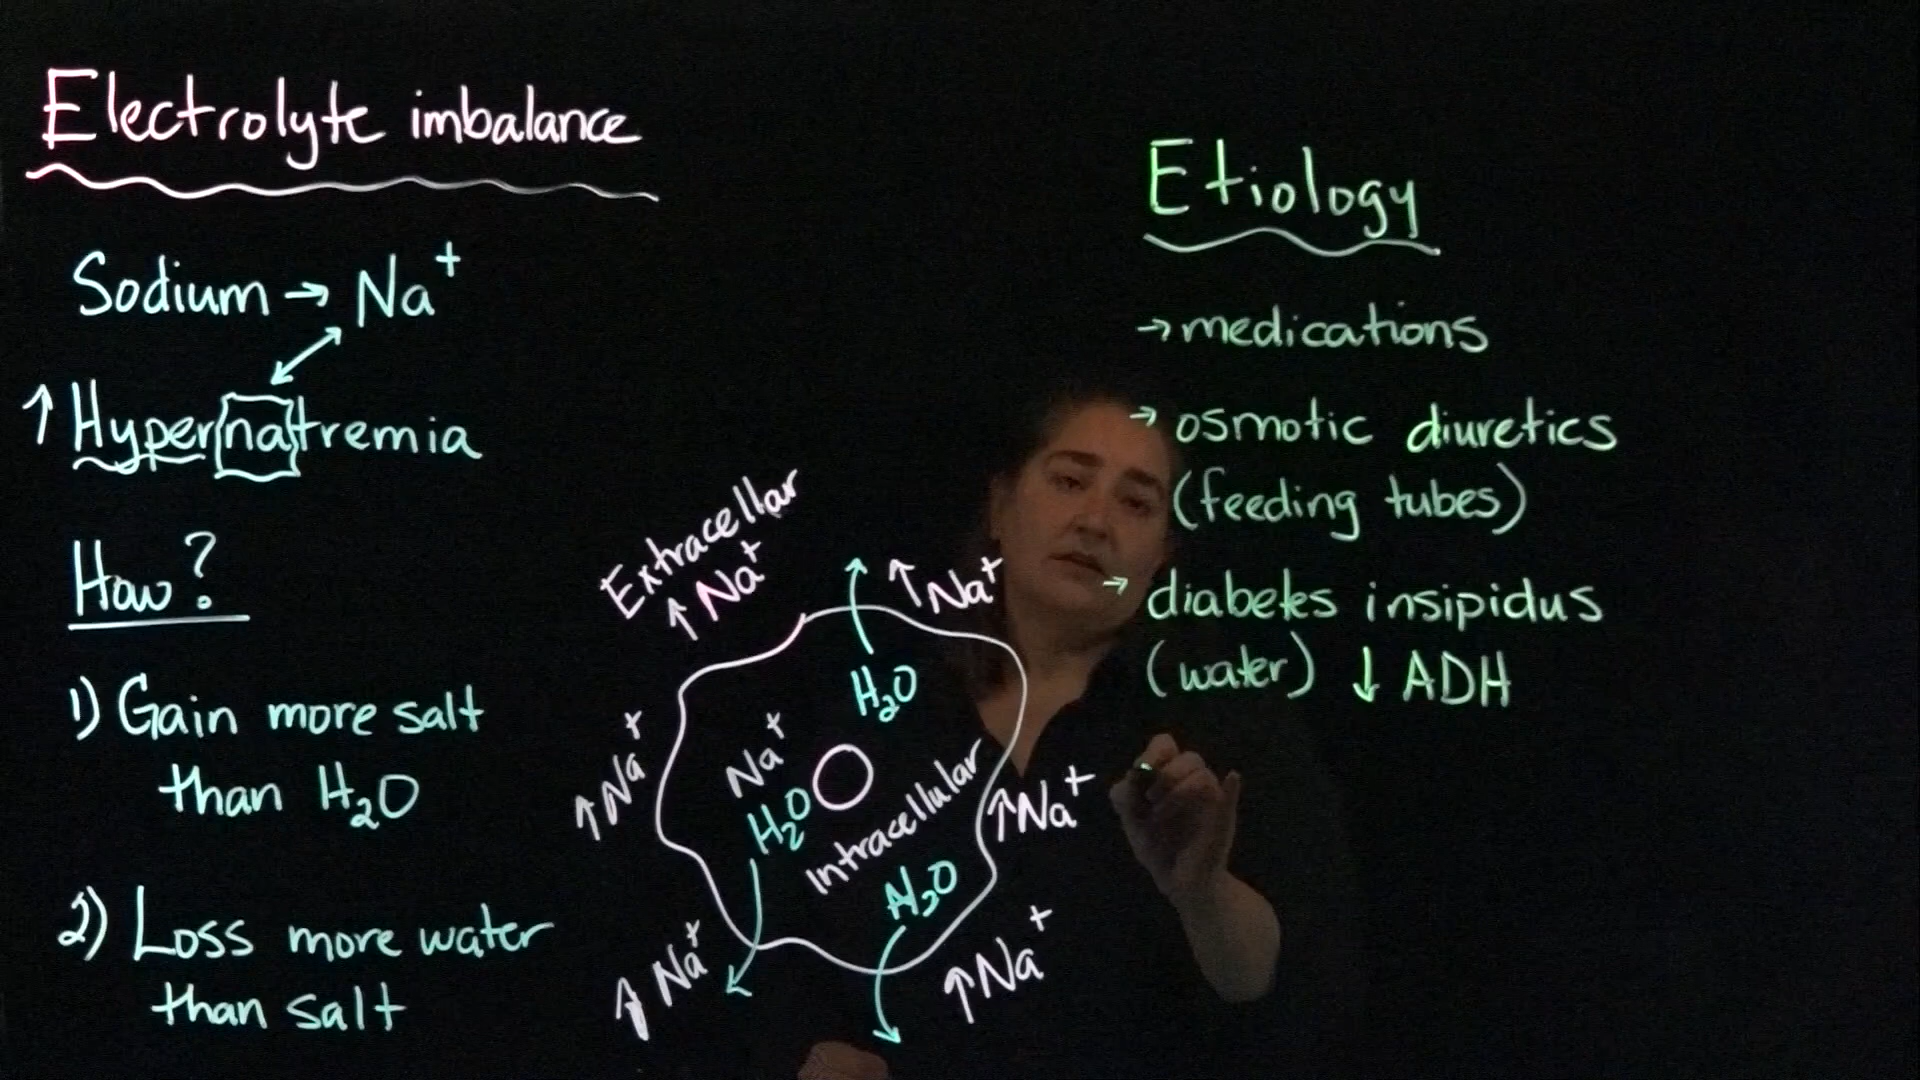 Electrolyte imbalance
Sodium → Na⁺
↑ Hypernatremia
How?
1) Gain more salt
than H₂O
2) Loss more water
than salt
Extracellar
↑ Na⁺
↑ Na⁺
H₂O
Na⁺
↑ Na⁺
H₂O
Intracellular
↑ Na⁺
H₂O
↑ Na⁺
↑ Na⁺
Etiology
→ medications
→ osmotic diuretics
(feeding tubes)
→ diabetes insipidus
(water) ↓ ADH